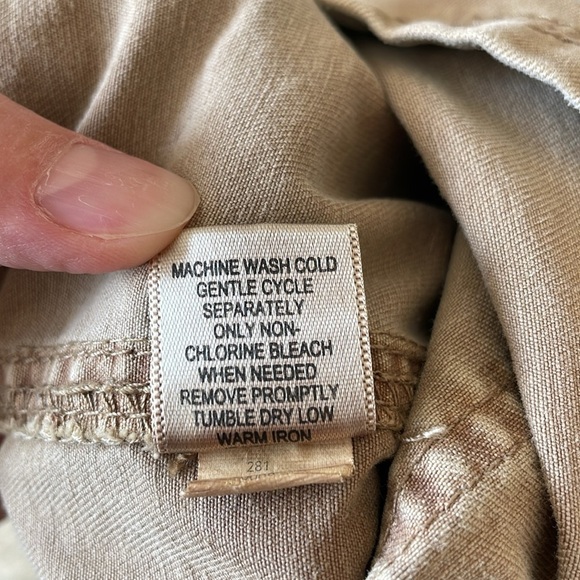 MACHINE WASH COLD
GENTLE CYCLE
SEPARATELY
ONLY NON-
CHLORINE BLEACH
WHEN NEEDED
REMOVE PROMPTLY
TUMBLE DRY LOW
WARM IRON
281